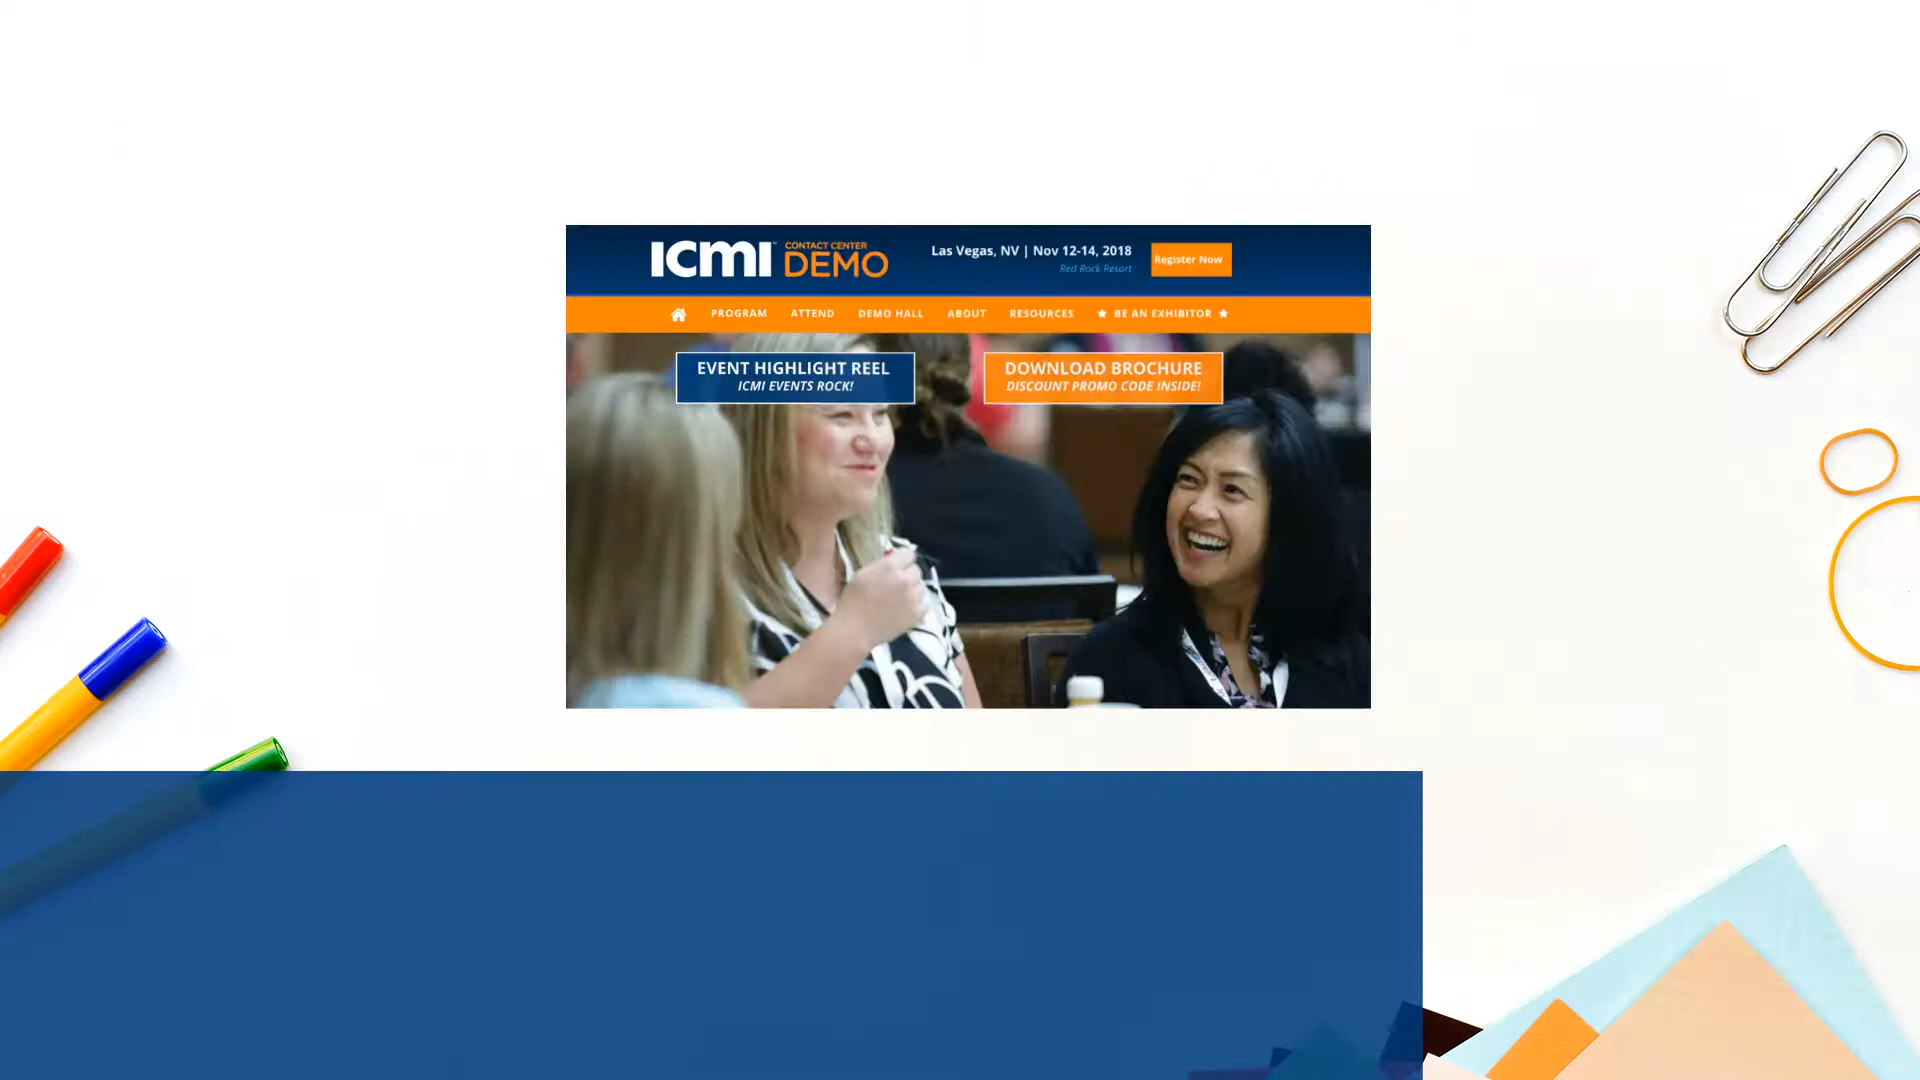 ICMI CONTACT CENTER DEMO
Las Vegas, NV | Nov 12-14, 2018
Red Rock Resort
Register Now
PROGRAM ATTEND DEMO HALL ABOUT RESOURCES ★ BE AN EXHIBITOR ★
EVENT HIGHLIGHT REEL
ICMI EVENTS ROCK!
DOWNLOAD BROCHURE
DISCOUNT PROMO CODE INSIDE!